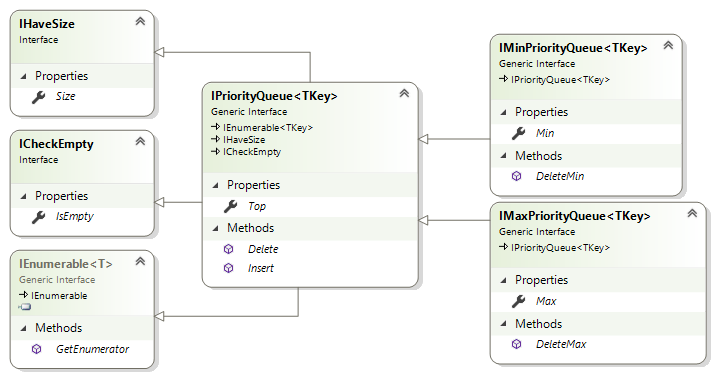 IHaveSize
Interface
Properties
Size
ICheckEmpty
Interface
Properties
IsEmpty
IEnumerable<T>
Generic Interface
IEnumerable
Methods
GetEnumerator
IPriorityQueue<TKey>
Generic Interface
IEnumerable<TKey>
IHaveSize
ICheckEmpty
Properties
Top
Methods
Delete
Insert
IMinPriorityQueue<TKey>
Generic Interface
IPriorityQueue<TKey>
Properties
Min
Methods
DeleteMin
IMaxPriorityQueue<TKey>
Generic Interface
IPriorityQueue<TKey>
Properties
Max
Methods
DeleteMax